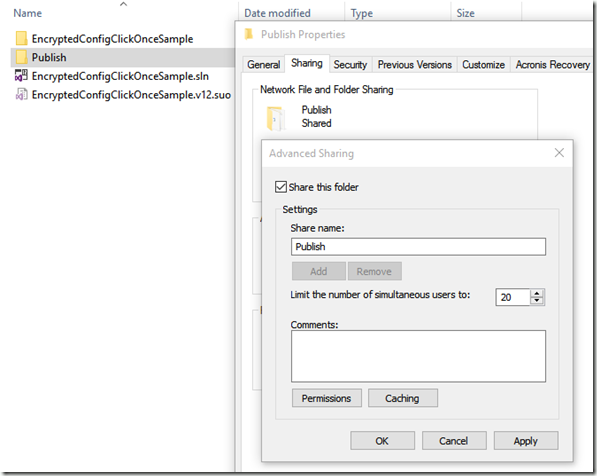 Name Date modified Type Size
EncryptedConfigClickOnceSample
Publish
EncryptedConfigClickOnceSample.sln
EncryptedConfigClickOnceSample.v12.suo
Publish Properties
General Sharing Security Previous Versions Customize Acronis Recovery
Network File and Folder Sharing
Publish
Shared
Advanced Sharing
Share this folder
Settings
Share name:
Publish
Add Remove
Limit the number of simultaneous users to: 20
Comments:
Permissions Caching
OK Cancel Apply